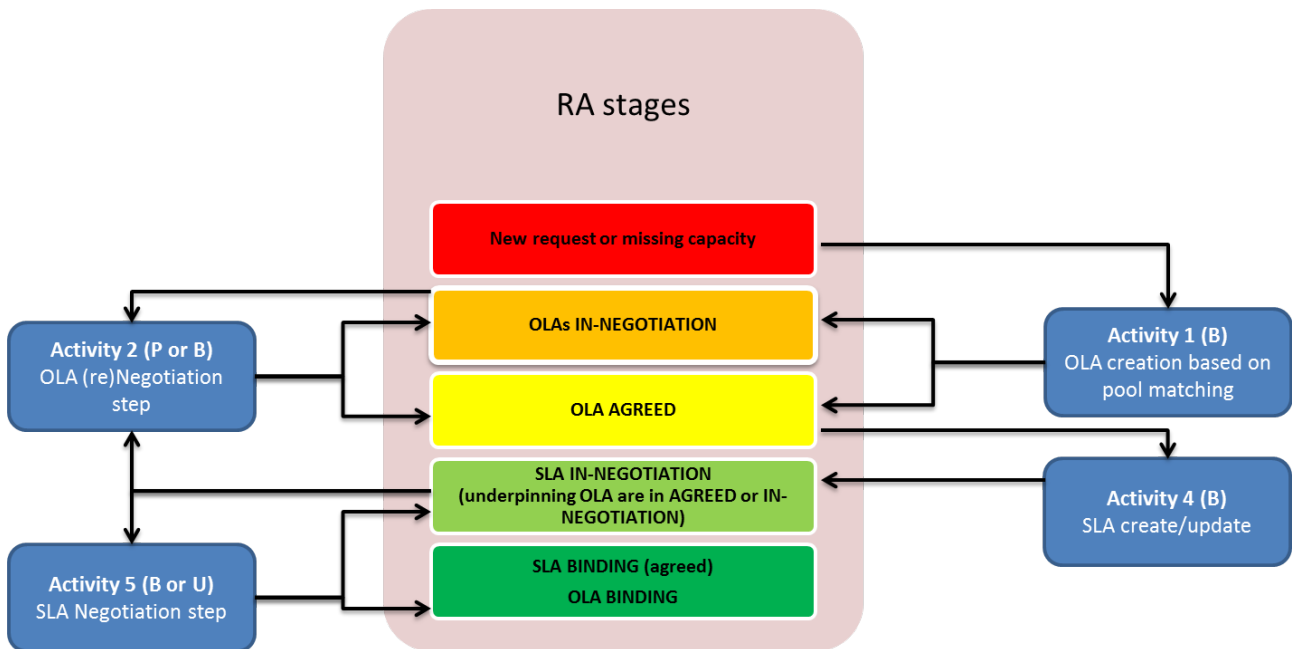 RA stages
New request or missing capacity
OLAs IN-NEGOTIATION
OLA AGREED
SLA IN-NEGOTIATION
(underpinning OLA are in AGREED or IN-
NEGOTIATION)
SLA BINDING (agreed)
OLA BINDING
Activity 2 (P or B)
OLA (re)Negotiation
step
Activity 5 (B or U)
SLA Negotiation step
Activity 1 (B)
OLA creation based on
pool matching
Activity 4 (B)
SLA create/update